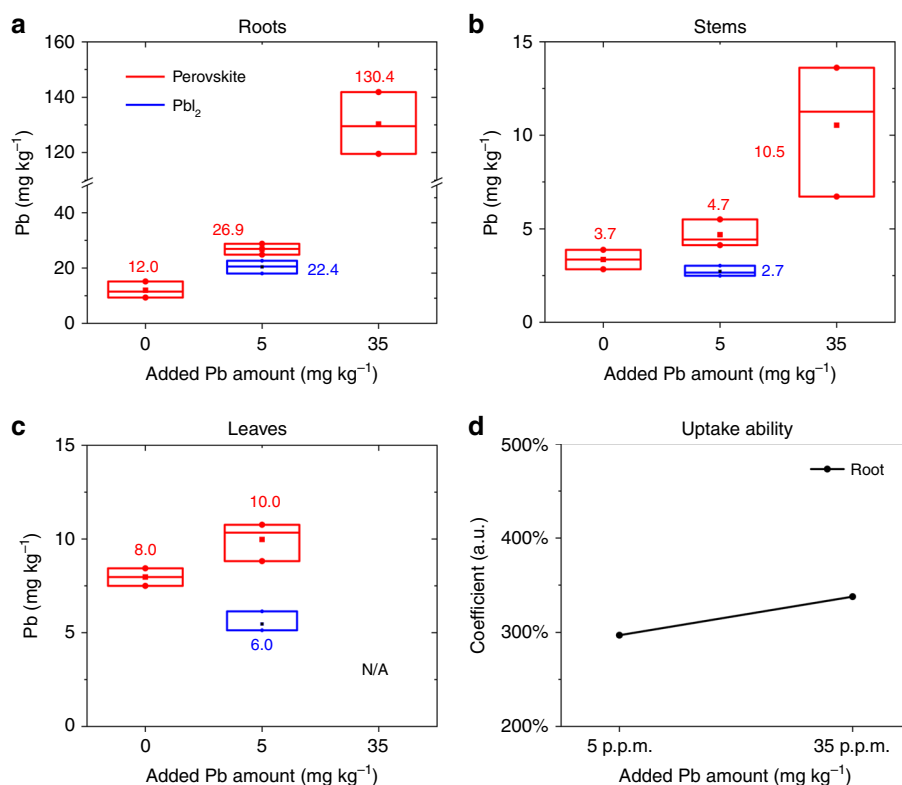 a
Roots
160
140
120
40
20
0
Pb (mg kg⁻¹)
Perovskite
PbI₂
12.0
26.9
22.4
130.4
0
5
35
Added Pb amount (mg kg⁻¹)
b
Stems
15
10
5
0
Pb (mg kg⁻¹)
3.7
4.7
2.7
10.5
0
5
35
Added Pb amount (mg kg⁻¹)
c
Leaves
15
10
5
0
Pb (mg kg⁻¹)
8.0
10.0
6.0
N/A
0
5
35
Added Pb amount (mg kg⁻¹)
d
Uptake ability
500%
400%
300%
200%
Coefficient (a.u.)
Root
5 p.p.m.
35 p.p.m.
Added Pb amount (mg kg⁻¹)